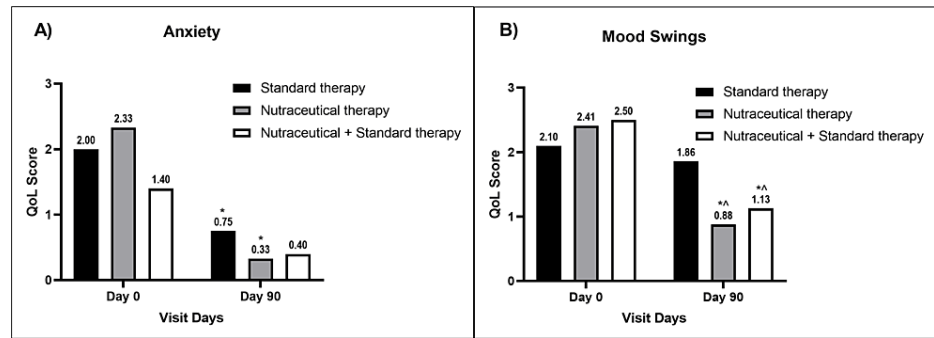 A)
Anxiety
Standard therapy
Nutraceutical therapy
Nutraceutical + Standard therapy
QoL Score
3
2
1
0
2.00
2.33
1.40
*
0.75
*
0.33
0.40
Day 0
Day 90
Visit Days
B)
Mood Swings
Standard therapy
Nutraceutical therapy
Nutraceutical + Standard therapy
QoL Score
3
2
1
0
2.10
2.41
2.50
1.86
*^
0.88
*^
1.13
Day 0
Day 90
Visit Days